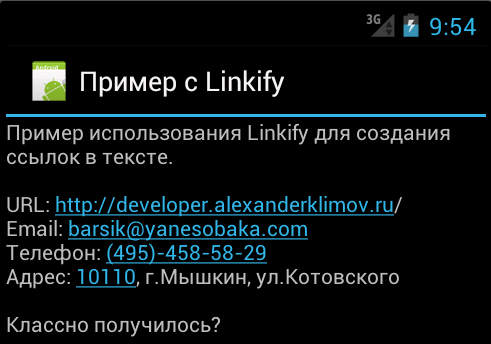 3G 9:54
Android
Пример с Linkify
Пример использования Linkify для создания
ссылок в тексте.
URL: http://developer.alexanderklimov.ru/
Email: barsik@yanesobaka.com
Телефон: (495)-458-58-29
Адрес: 10110, г.Мышкин, ул.Котовского
Классно получилось?